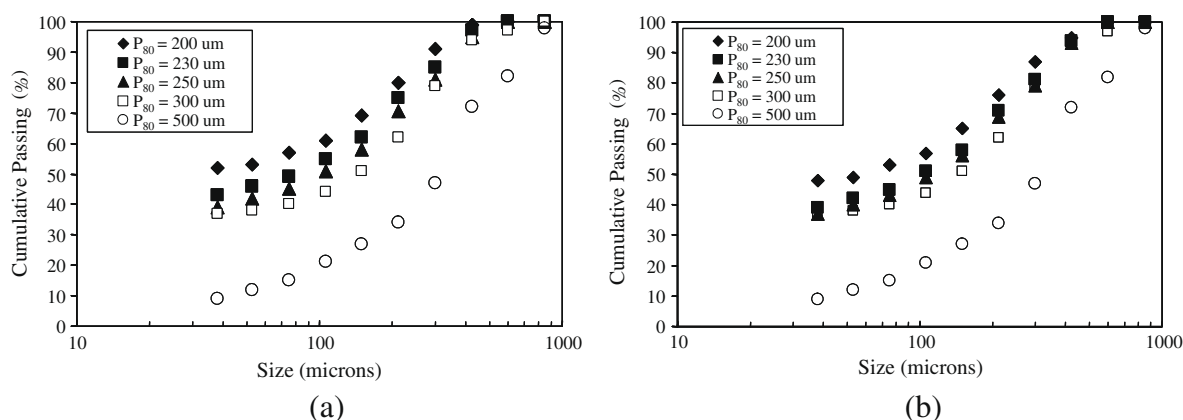 100
90
80
70
60
50
40
30
20
10
0
Cumulative Passing (%)
P80 = 200 um
P80 = 230 um
P80 = 250 um
P80 = 300 um
P80 = 500 um
10
100
1000
Size (microns)
(a)
100
90
80
70
60
50
40
30
20
10
0
Cumulative Passing (%)
P80 = 200 um
P80 = 230 um
P80 = 250 um
P80 = 300 um
P80 = 500 um
10
100
1000
Size (microns)
(b)